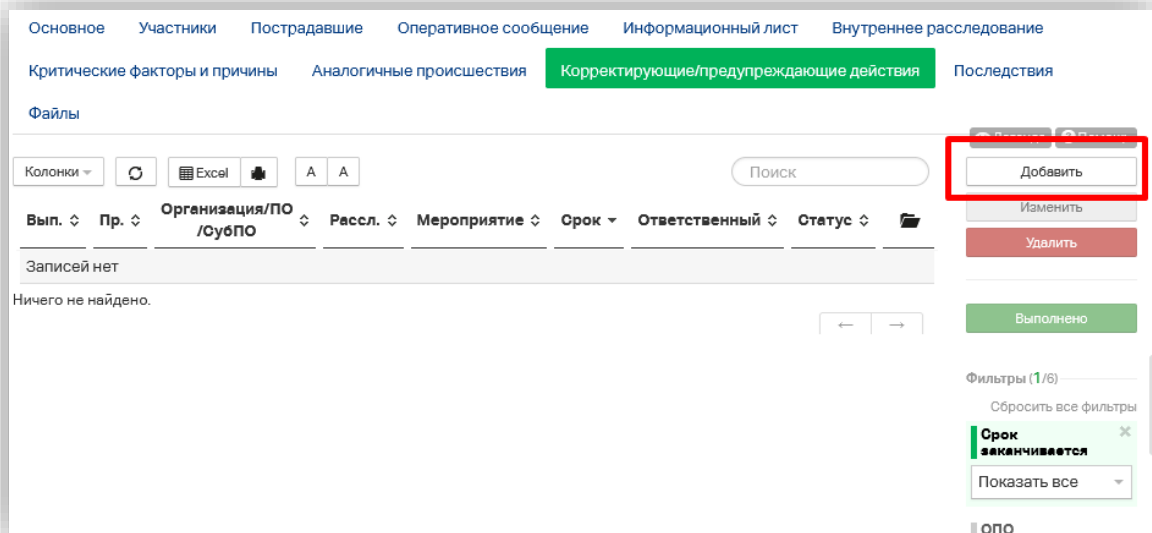 Основное Участники Пострадавшие Оперативное сообщение Информационный лист Внутреннее расследование
Критические факторы и причины Аналогичные происшествия Корректирующие/предупреждающие действия Последствия
Файлы
Колонки Excel A A Поиск
Добавить
Изменить
Удалить
Вып. Пр. Организация/ПО Рассл. Мероприятие Срок Ответственный Статус
/СубПО
Записей нет
Ничего не найдено.
← →
Выполнено
Фильтры (1/6)
Сбросить все фильтры
Срок ×
заканчивается
Показать все
ОПО